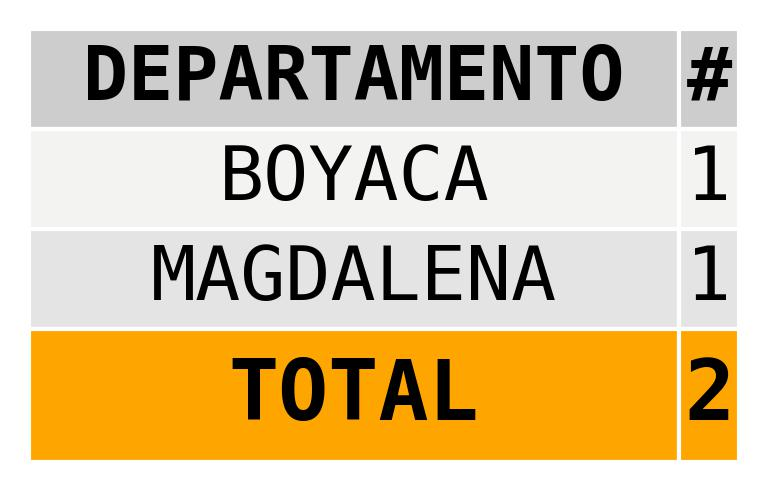 DEPARTAMENTO #
BOYACA 1
MAGDALENA 1
TOTAL 2